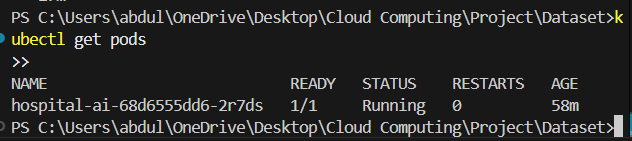 PS C:\Users\abdul\OneDrive\Desktop\Cloud Computing\Project\Dataset>k
ubectl get pods
>>
NAME                           READY   STATUS    RESTARTS   AGE
hospital-ai-68d6555dd6-2r7ds   1/1     Running   0          58m
PS C:\Users\abdul\OneDrive\Desktop\Cloud Computing\Project\Dataset>